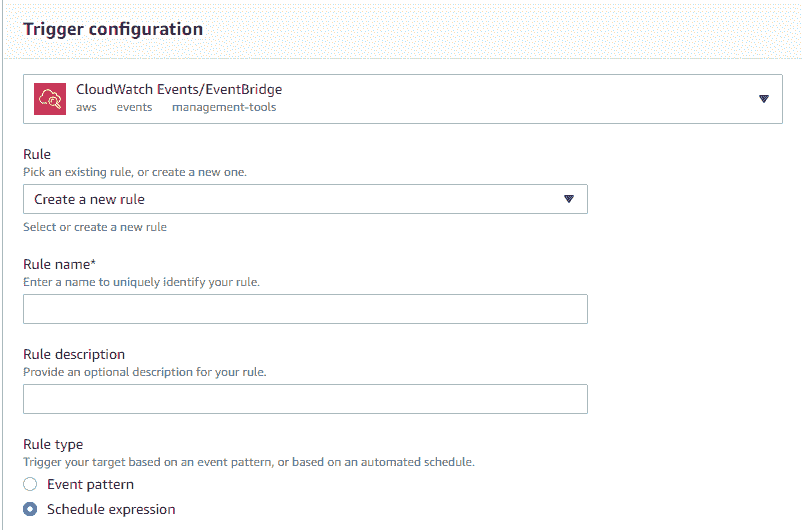 Trigger configuration
CloudWatch Events/EventBridge
aws events management-tools
Rule
Pick an existing rule, or create a new one.
Create a new rule
Select or create a new rule
Rule name*
Enter a name to uniquely identify your rule.
Rule description
Provide an optional description for your rule.
Rule type
Trigger your target based on an event pattern, or based on an automated schedule.
Event pattern
Schedule expression